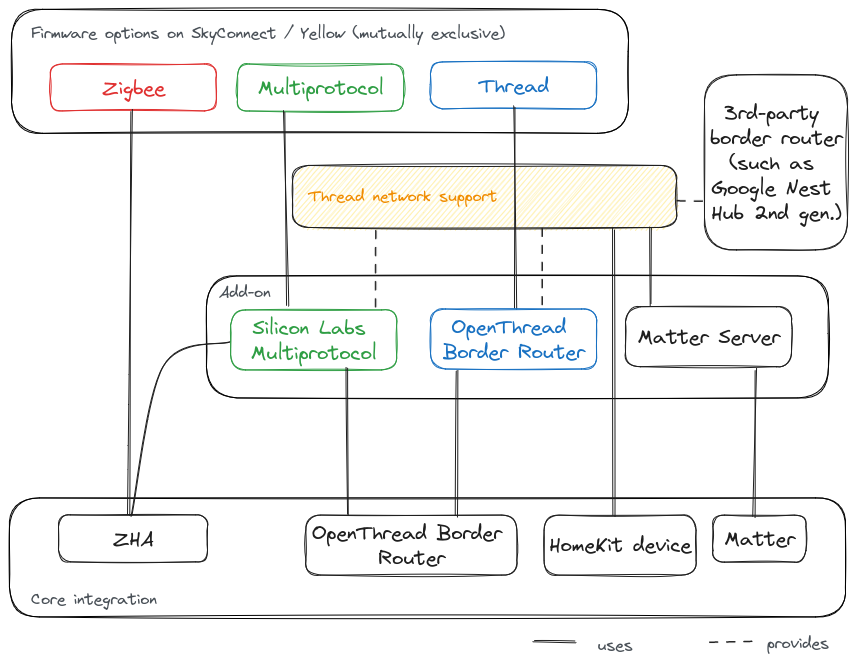 Firmware options on SkyConnect / Yellow (mutually exclusive)
Zigbee
Multiprotocol
Thread
3rd-party
border router
(such as
Google Nest
Hub 2nd gen.)
Thread network support
Add-on
Silicon Labs
Multiprotocol
OpenThread
Border Router
Matter Server
ZHA
OpenThread Border
Router
HomeKit device
Matter
Core integration
uses
provides